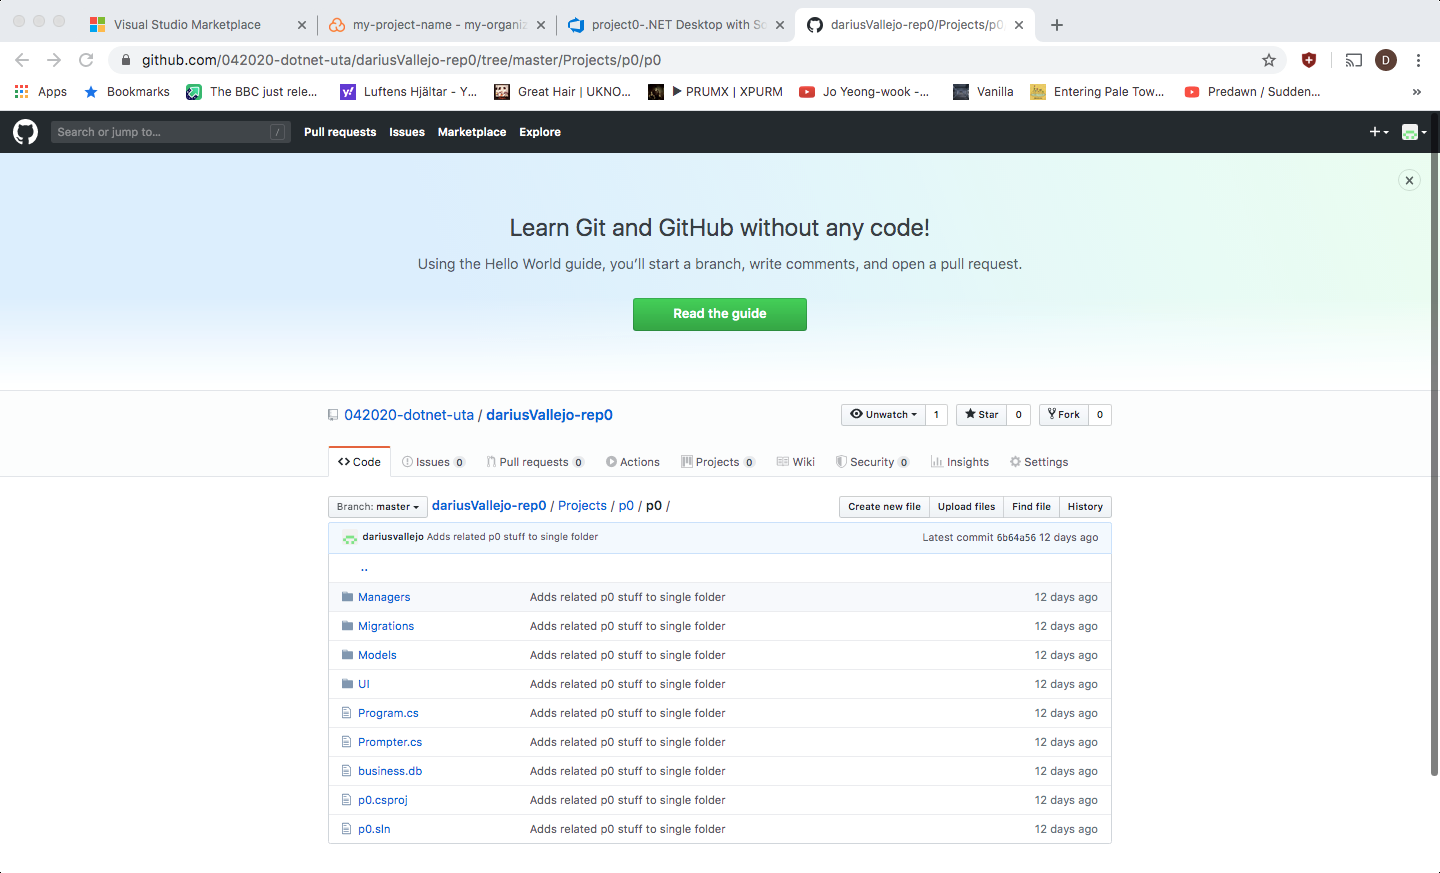 Visual Studio Marketplace
my-project-name - my-organiz
project0-.NET Desktop with So
dariusVallejo-rep0/Projects/p0
github.com/042020-dotnet-uta/dariusVallejo-rep0/tree/master/Projects/p0/p0
D
Apps
Bookmarks
The BBC just rele...
Luftens Hjältar - Y...
Great Hair | UKNO...
▶ PRUMX | XPURM
Jo Yeong-wook -...
Vanilla
Entering Pale Tow...
Predawn / Sudden...
»
Search or jump to...
/
Pull requests
Issues
Marketplace
Explore
Learn Git and GitHub without any code!
Using the Hello World guide, you’ll start a branch, write comments, and open a pull request.
Read the guide
042020-dotnet-uta / dariusVallejo-rep0
Unwatch 1
Star 0
Fork 0
Code
Issues 0
Pull requests 0
Actions
Projects 0
Wiki
Security 0
Insights
Settings
Branch: master
dariusVallejo-rep0 / Projects / p0 / p0 /
Create new file
Upload files
Find file
History
dariusvallejo Adds related p0 stuff to single folder
Latest commit 6b64a56 12 days ago
..
Managers Adds related p0 stuff to single folder 12 days ago
Migrations Adds related p0 stuff to single folder 12 days ago
Models Adds related p0 stuff to single folder 12 days ago
UI Adds related p0 stuff to single folder 12 days ago
Program.cs Adds related p0 stuff to single folder 12 days ago
Prompter.cs Adds related p0 stuff to single folder 12 days ago
business.db Adds related p0 stuff to single folder 12 days ago
p0.csproj Adds related p0 stuff to single folder 12 days ago
p0.sln Adds related p0 stuff to single folder 12 days ago